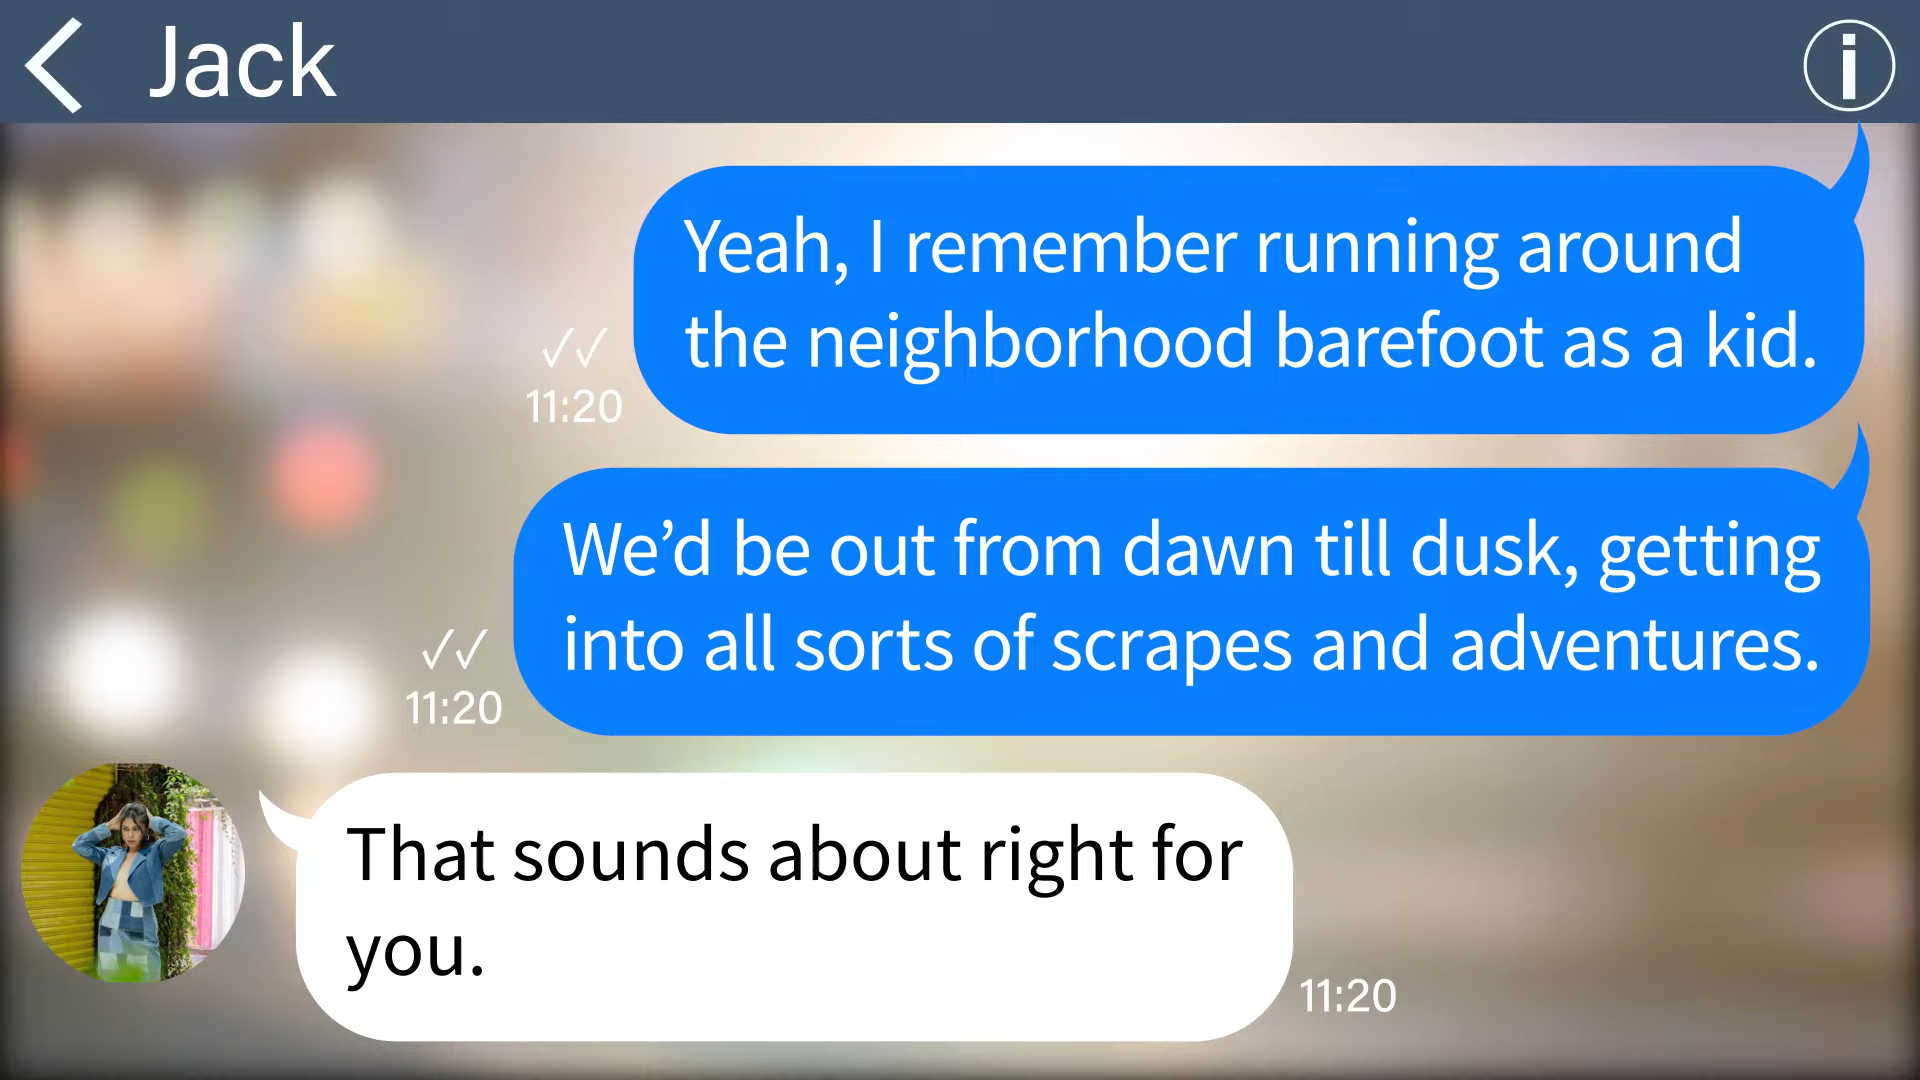 Jack
Yeah, I remember running around
the neighborhood barefoot as a kid.
11:20
We’d be out from dawn till dusk, getting
into all sorts of scrapes and adventures.
11:20
That sounds about right for
you.
11:20